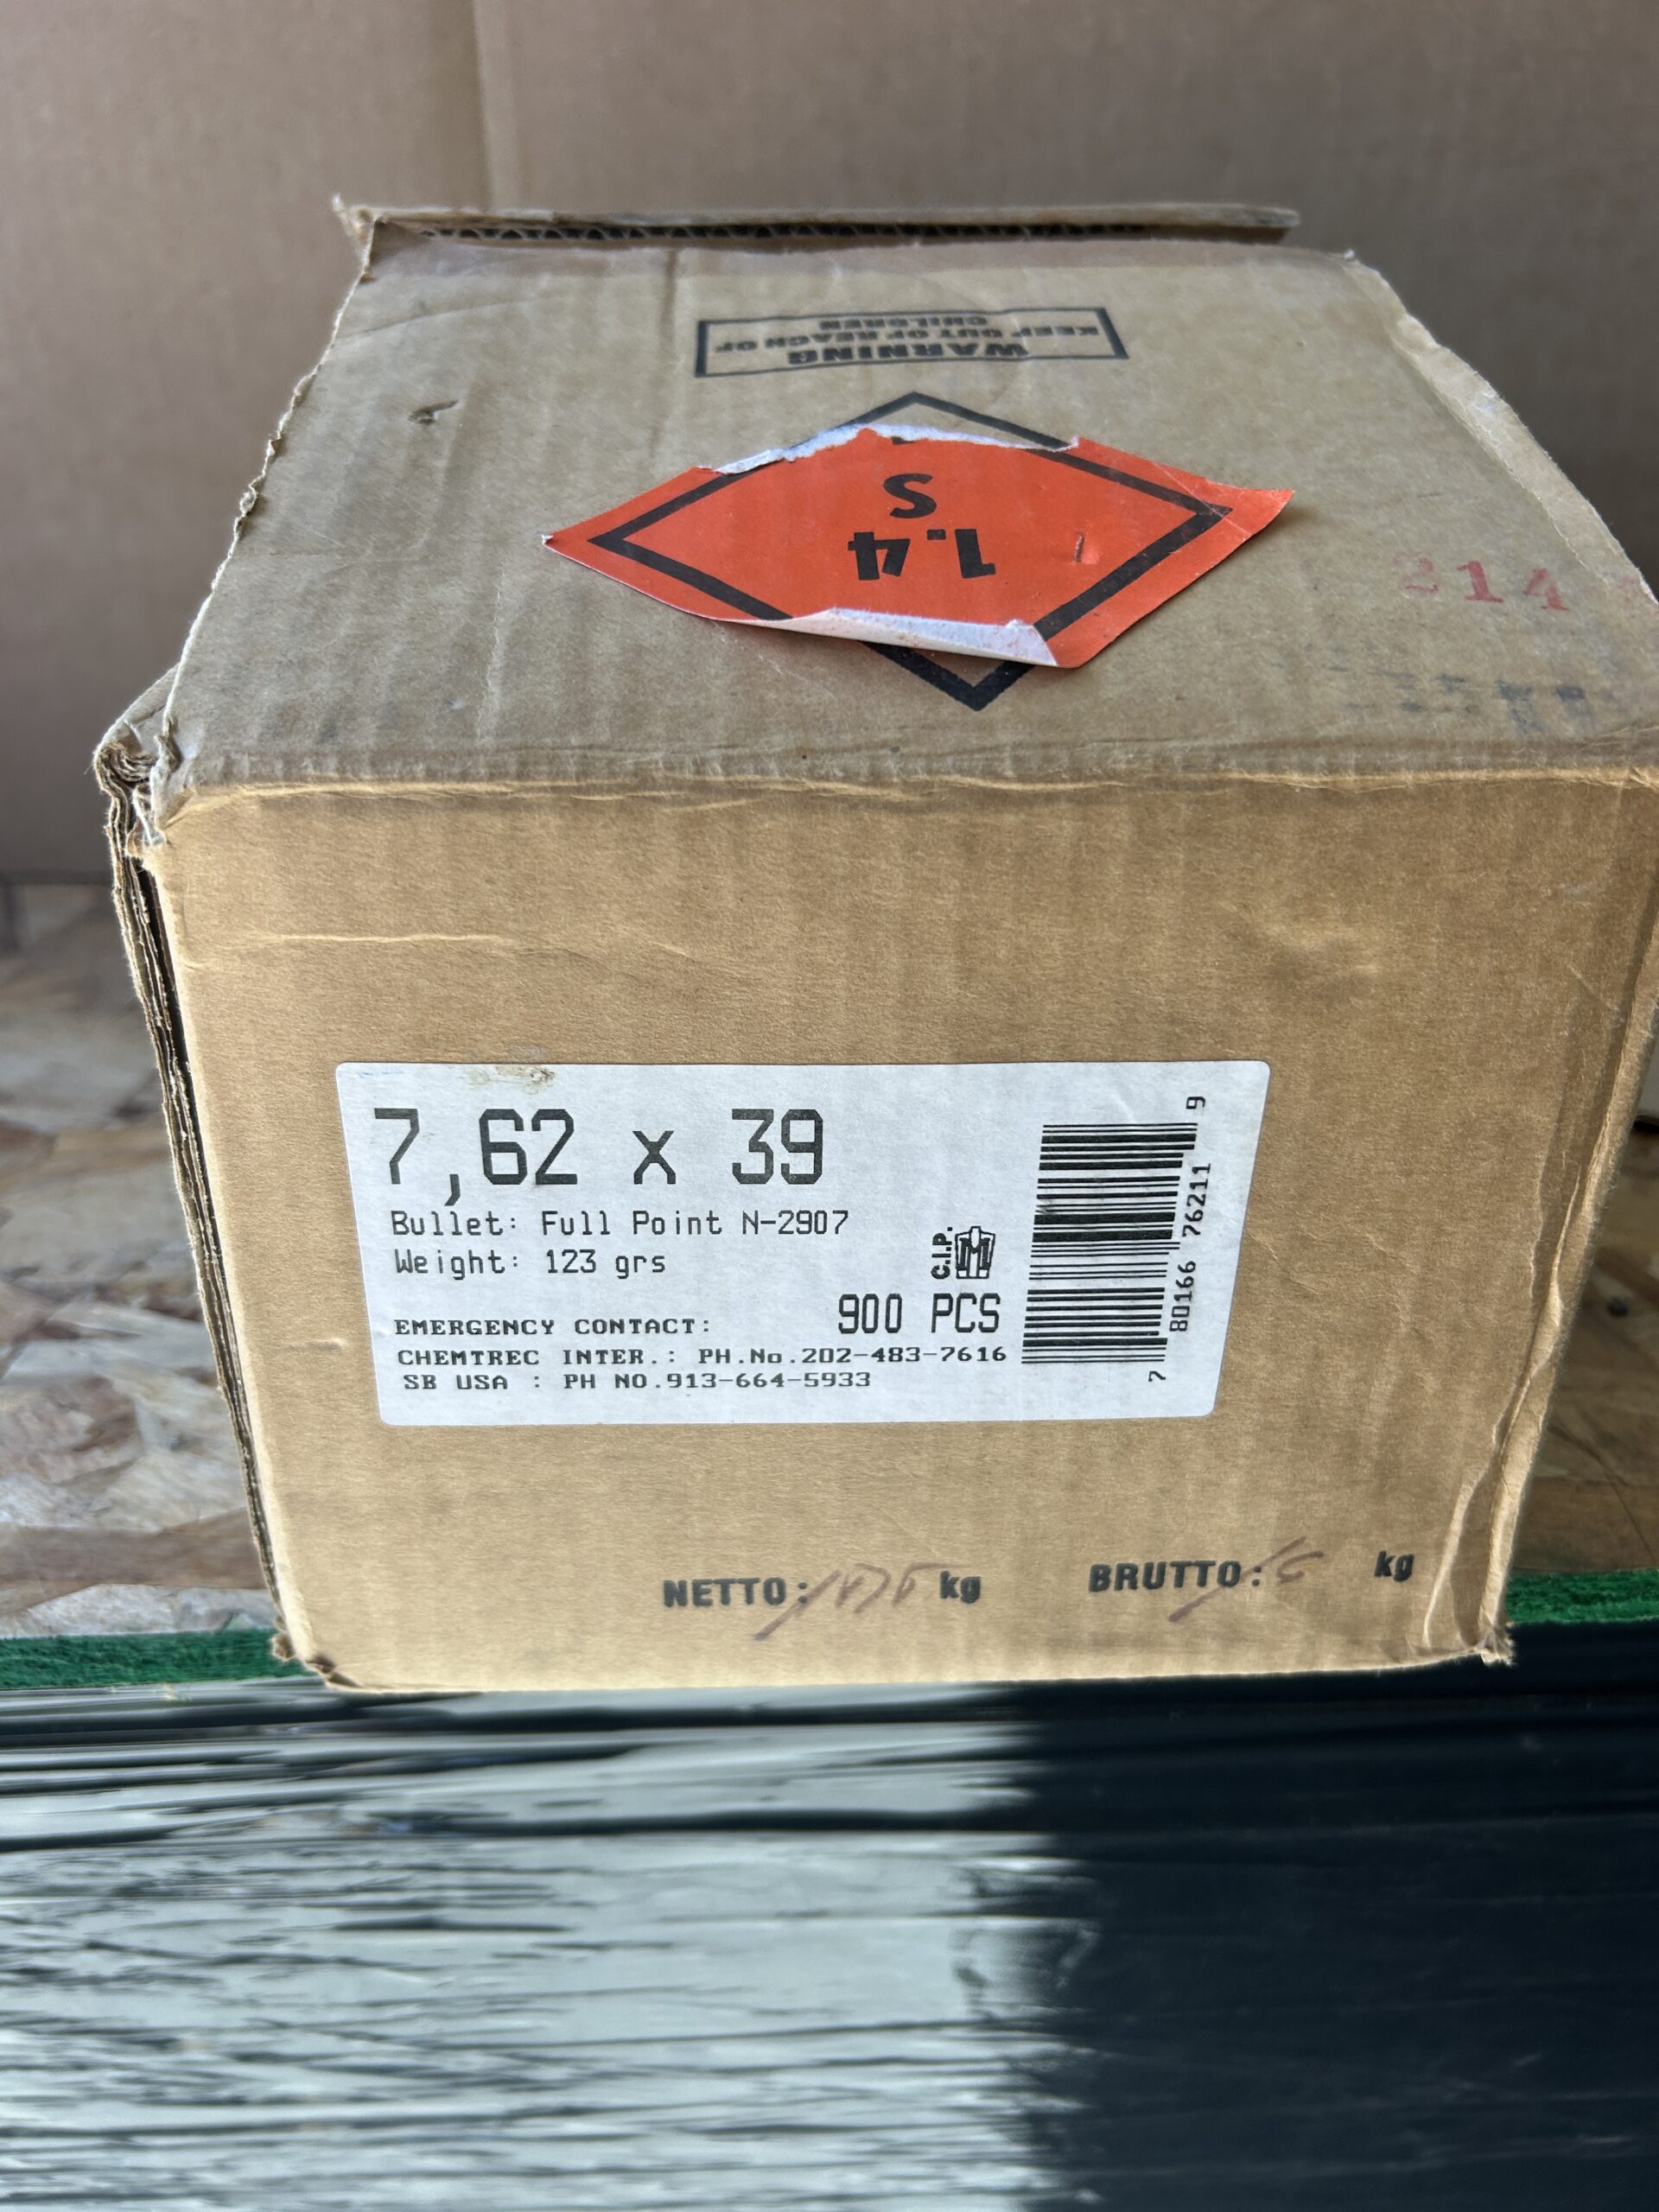 WARNING
KEEP OUT OF REACH OF
CHILDREN
1.4
S
214
7,62 x 39
Bullet: Full Point N-2907
Weight: 123 grs
C.I.P.
900 PCS
EMERGENCY CONTACT:
CHEMTREC INTER.: PH.No.202-483-7616
SB USA : PH NO.913-664-5933
7 80166 76211 9
NETTO: kg
BRUTTO: kg